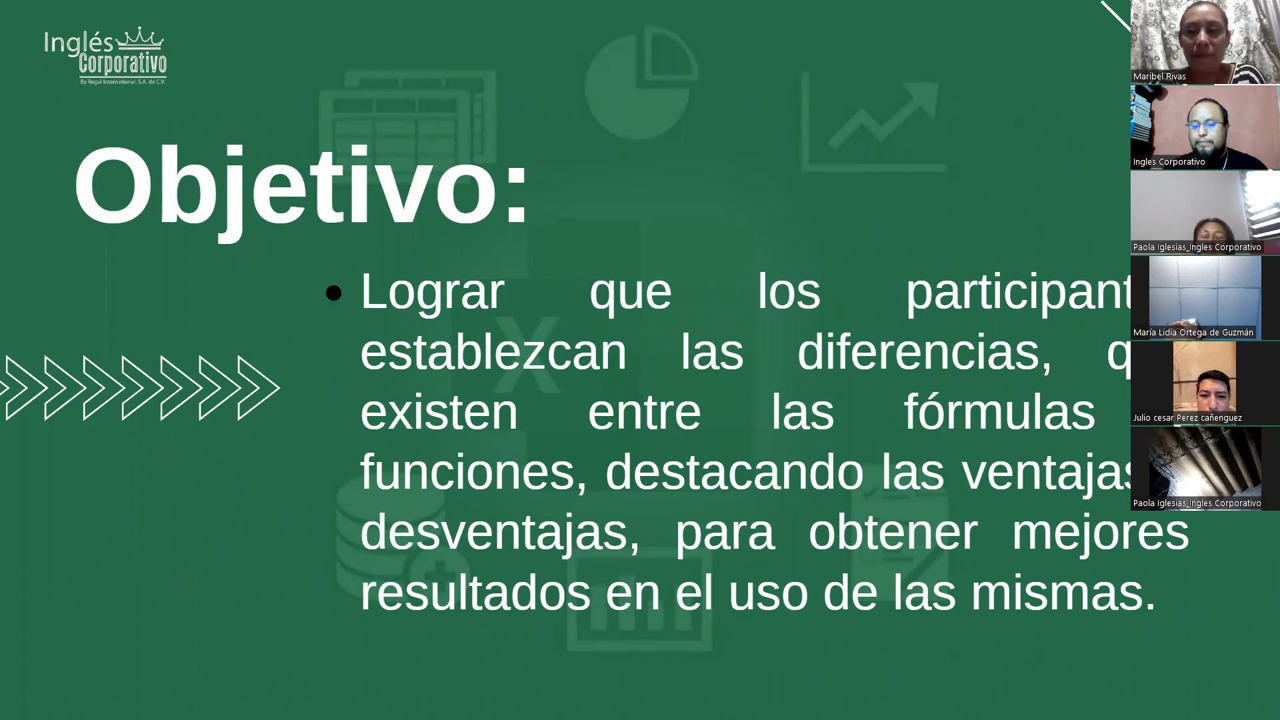 Inglés
Corporativo
By Regal International, S.A. de C.V.
Objetivo:
Lograr que los participant
establezcan las diferencias, q
existen entre las fórmulas
funciones, destacando las ventajas
desventajas, para obtener mejores
resultados en el uso de las mismas.
X
Maribel Rivas
Ingles Corporativo
Paola Iglesias_Ingles Corporativo
María Lidia Ortega de Guzmán
Julio cesar Perez cañenguez
Paola Iglesias_Ingles Corporativo